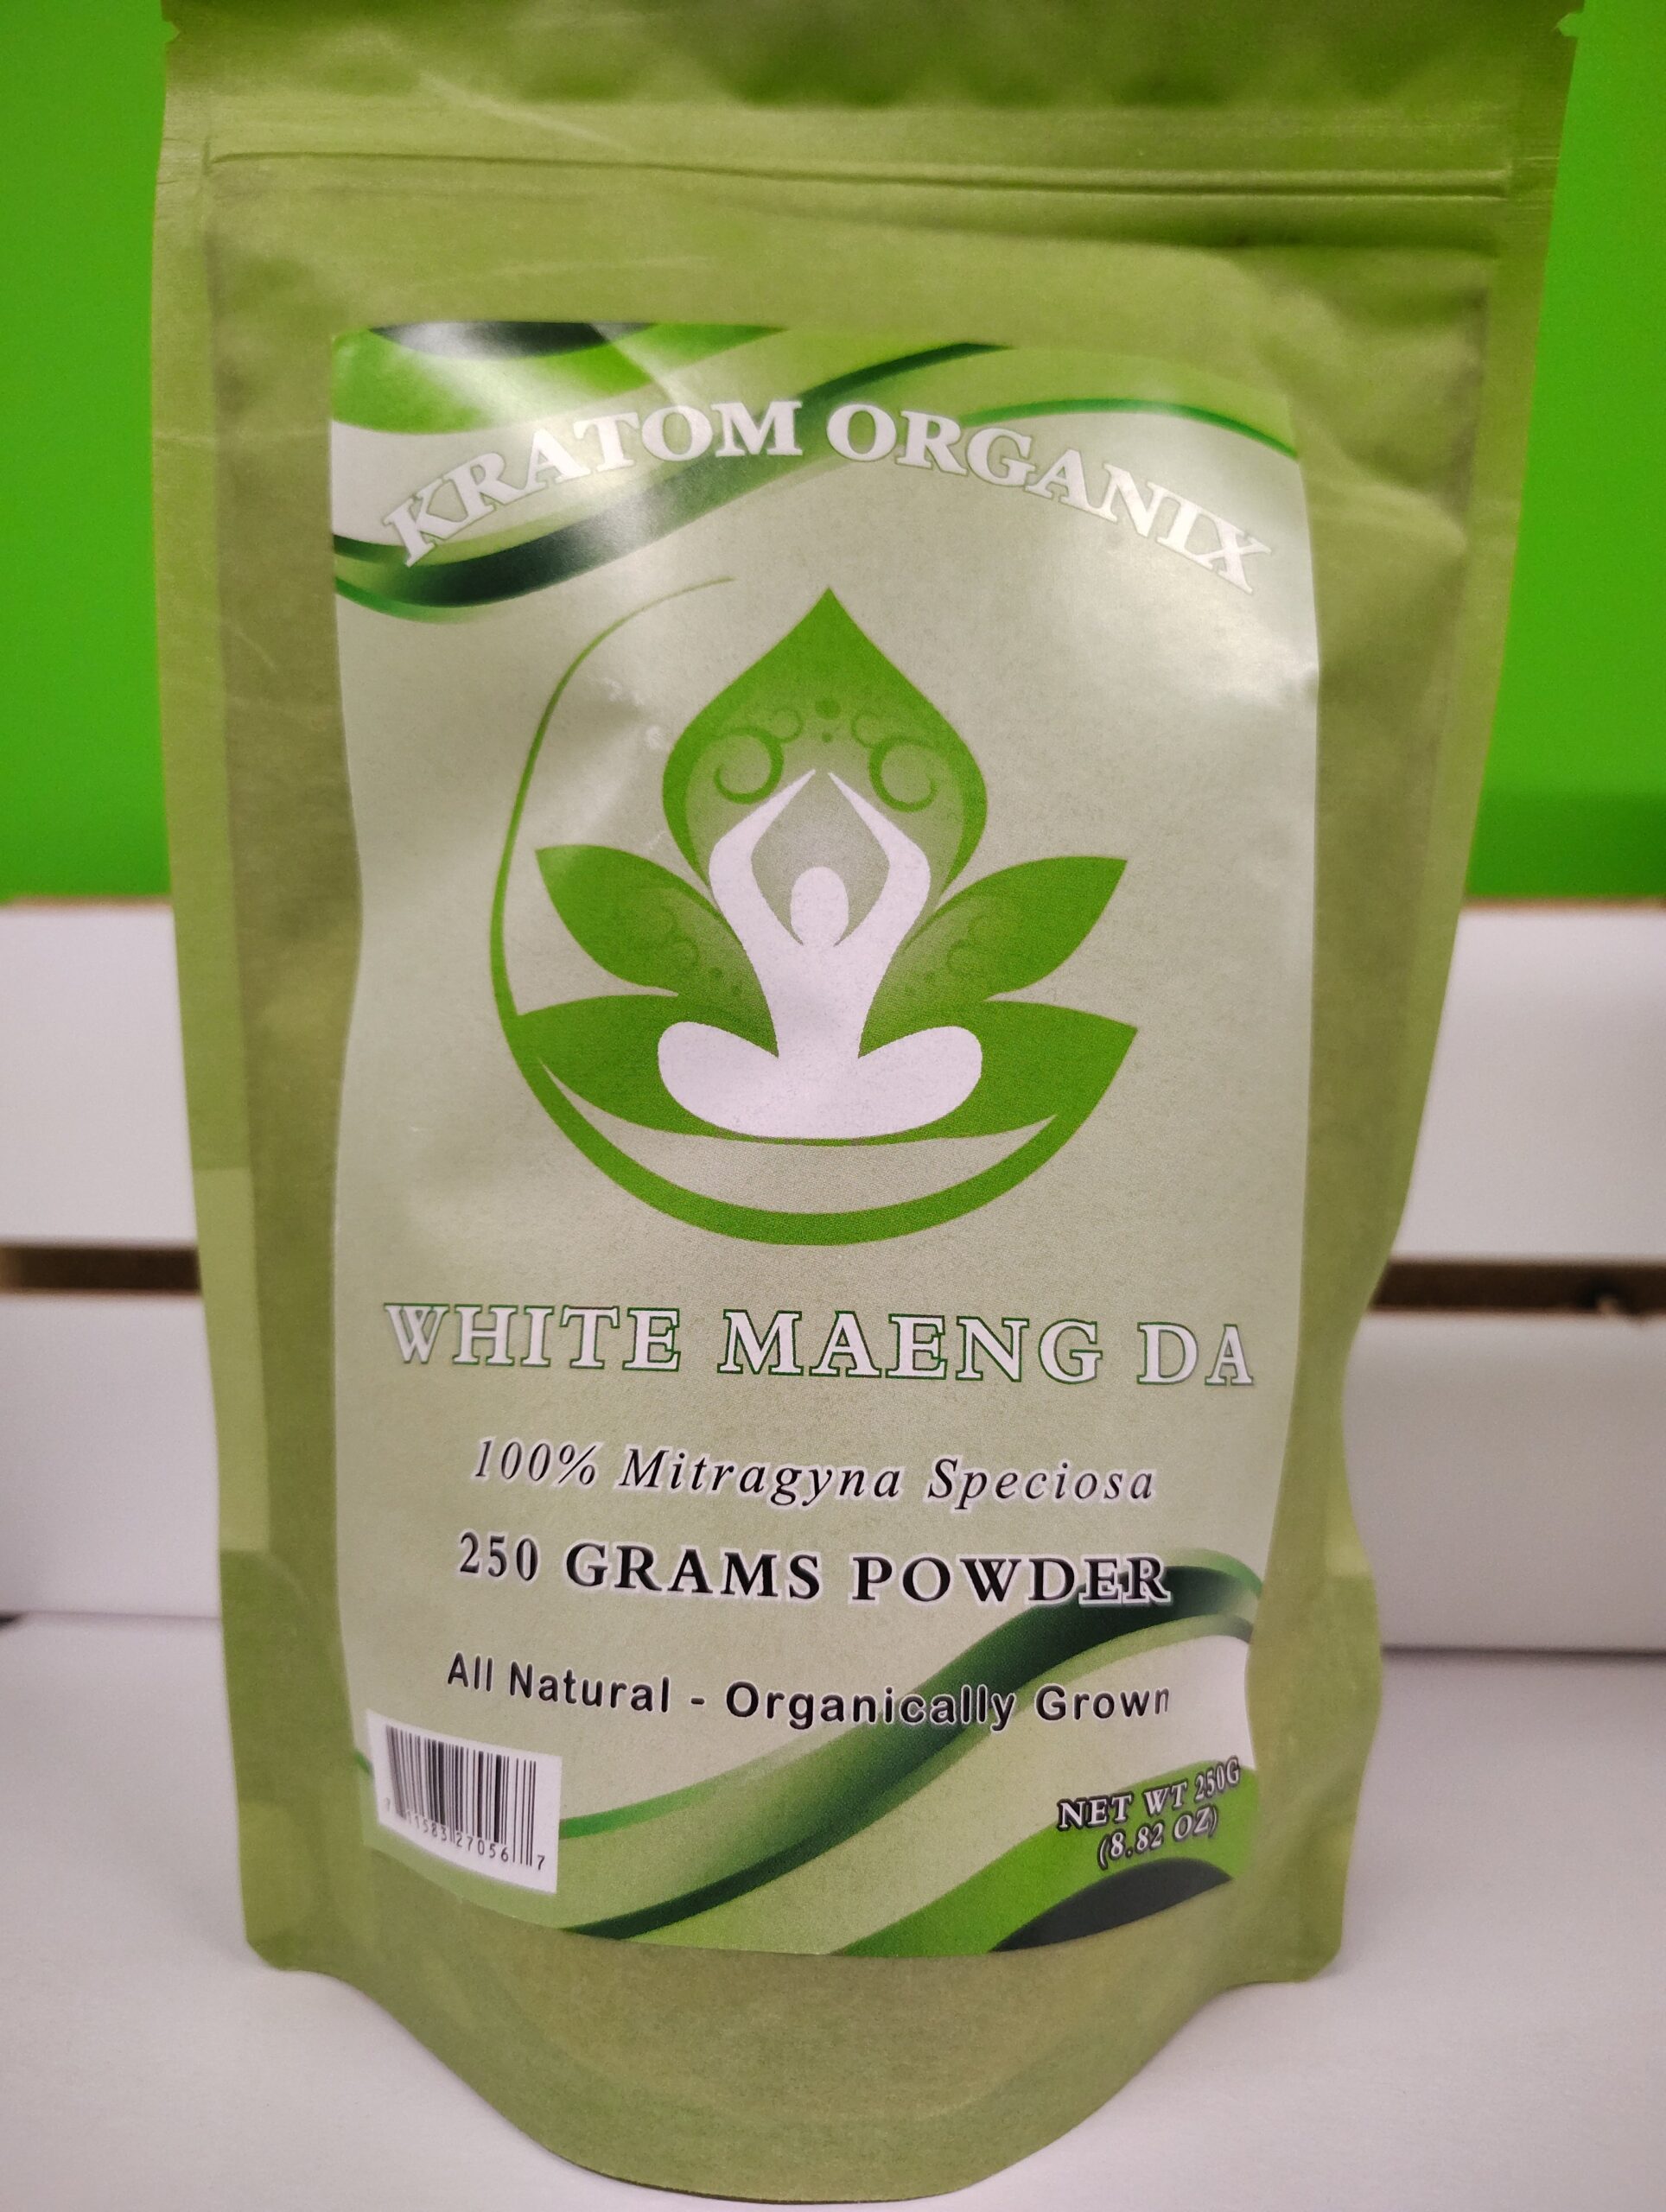 KRATOM ORGANIX
WHITE MAENG DA
100% Mitragyna Speciosa
250 GRAMS POWDER
All Natural - Organically Grown
NET WT 250G
(8.82 OZ)